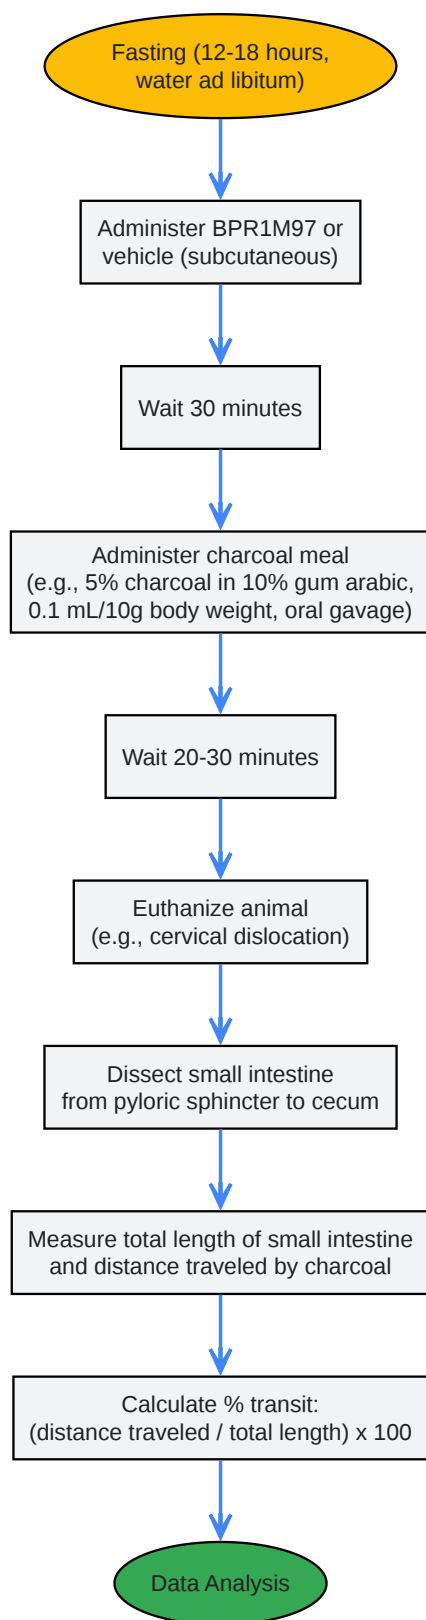 Fasting (12-18 hours,
water ad libitum)
Administer BPR1M97 or
vehicle (subcutaneous)
Wait 30 minutes
Administer charcoal meal
(e.g., 5% charcoal in 10% gum arabic,
0.1 mL/10g body weight, oral gavage)
Wait 20-30 minutes
Euthanize animal
(e.g., cervical dislocation)
Dissect small intestine
from pyloric sphincter to cecum
Measure total length of small intestine
and distance traveled by charcoal
Calculate % transit:
(distance traveled / total length) x 100
Data Analysis